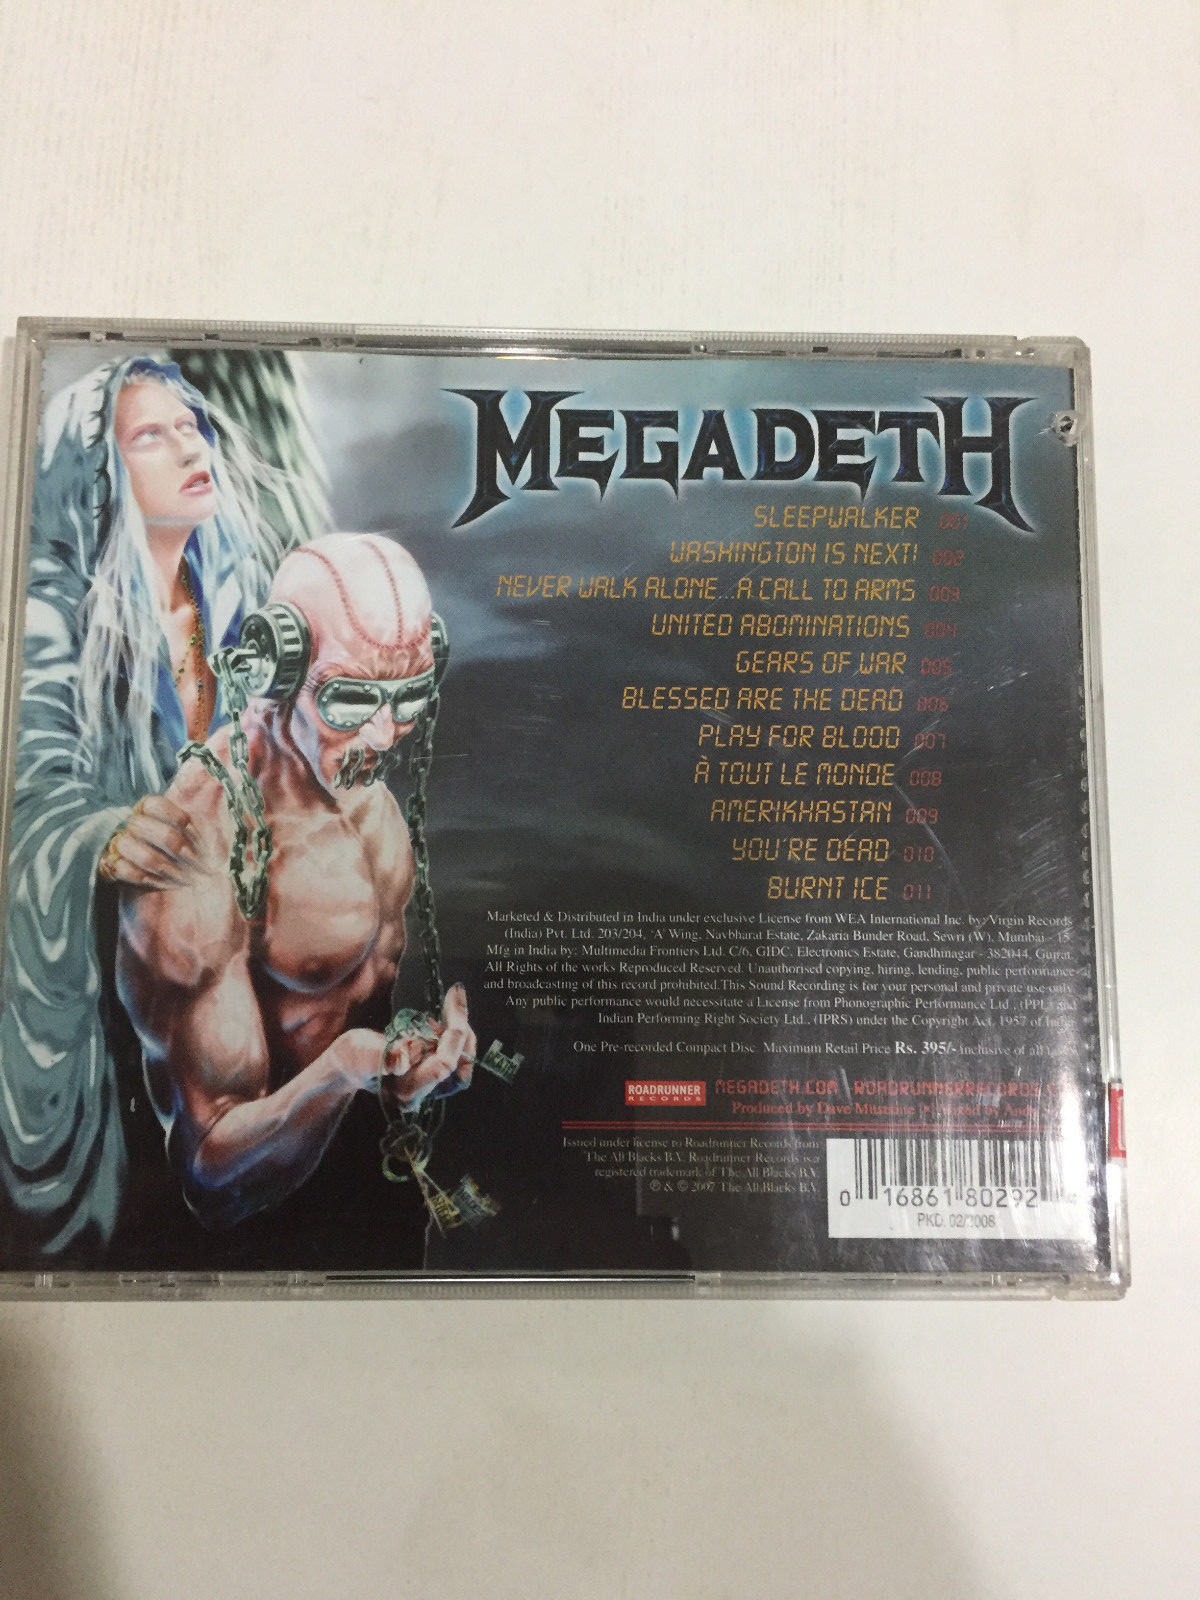 MEGADETH
SLEEPWALKER 001
WASHINGTON IS NEXT! 002
NEVER WALK ALONE...A CALL TO ARMS 003
UNITED ABOMINATIONS 004
GEARS OF WAR 005
BLESSED ARE THE DEAD 006
PLAY FOR BLOOD 007
À TOUT LE MONDE 008
AMERIKHASTAN 009
YOU'RE DEAD 010
BURNT ICE 011
Marketed & Distributed in India under exclusive License from WEA International Inc. by: Virgin Records
(India) Pvt. Ltd. 203/204, 'A' Wing, Navbharat Estate, Zakaria Bunder Road, Sewri (W), Mumbai - 15.
Mfg in India by: Multimedia Frontiers Ltd. C/6, GIDC. Electronics Estate, Gandhinagar - 382044, Gujrat.
All Rights of the works Reproduced Reserved. Unauthorised copying, hiring, lending, public performance
and broadcasting of this record prohibited.This Sound Recording is for your personal and private use only.
Any public performance would necessitate a License from Phonographic Performance Ltd., (PPL) and
Indian Performing Right Society Ltd., (IPRS) under the Copyright Act, 1957 of India
One Pre-recorded Compact Disc. Maximum Retail Price Rs. 395/- inclusive of all
ROADRUNNER RECORDS MEGADETH.COM
Produced by Dave Mustaine
Issued under license to Roadrunner Records from
The All Blacks B.V. Roadrunner Records is a
registered trademark of The All Blacks B.V.
℗ & © 2007 The All Blacks B.V.
0 16861 80292 4
PKD. 02/2008